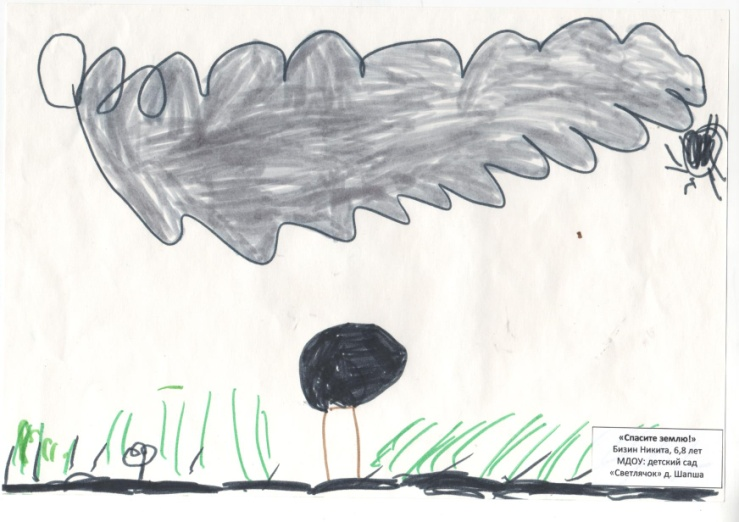 «Спасите землю!»
Бизин Никита, 6,8 лет
МДОУ: детский сад
«Светлячок» д. Шапша